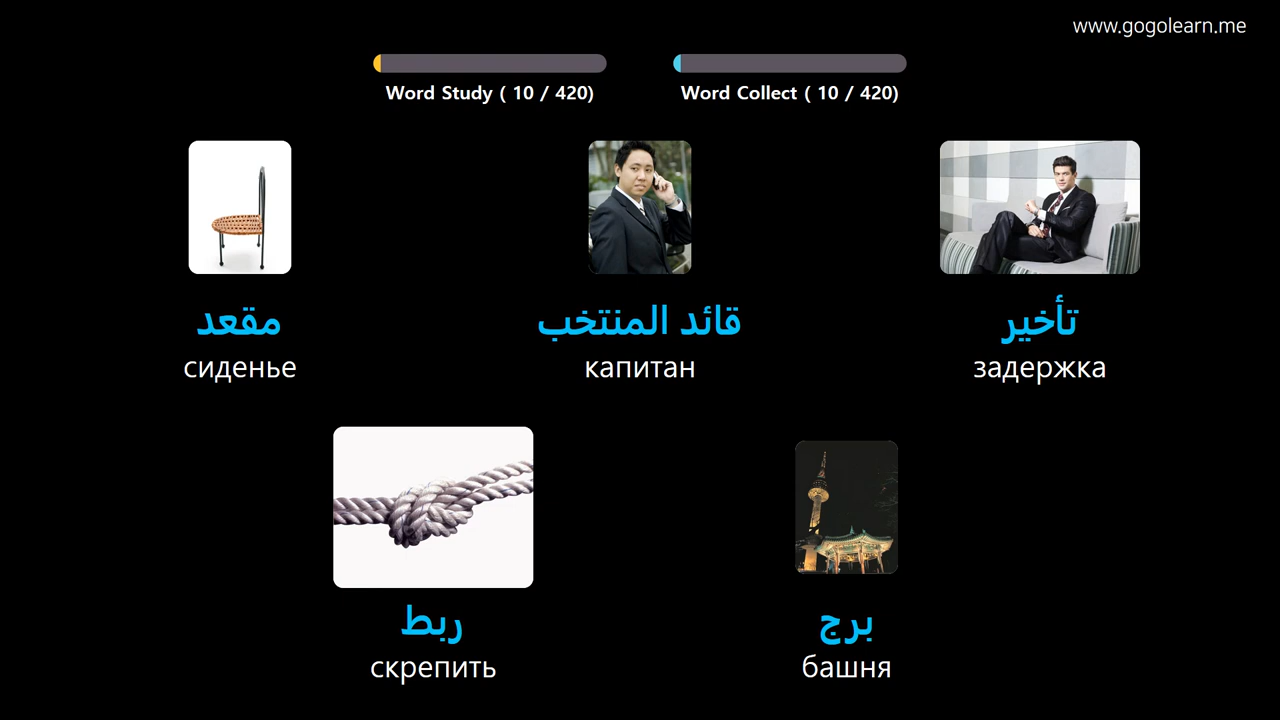 www.gogolearn.me
Word Study ( 10 / 420)
Word Collect ( 10 / 420)
مقعد
сиденье
قائد المنتخب
капитан
تأخير
задержка
ربط
скрепить
برج
башня